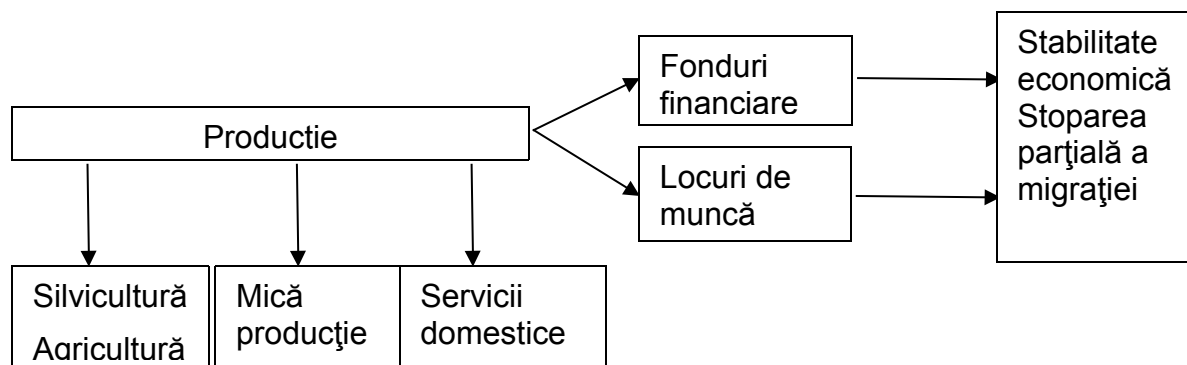 Productie
Fonduri
financiare
Locuri de
muncă
Stabilitate
economică
Stoparea
parţială a
migraţiei
Silvicultură
Agricultură
Mică
producţie
Servicii
domestice